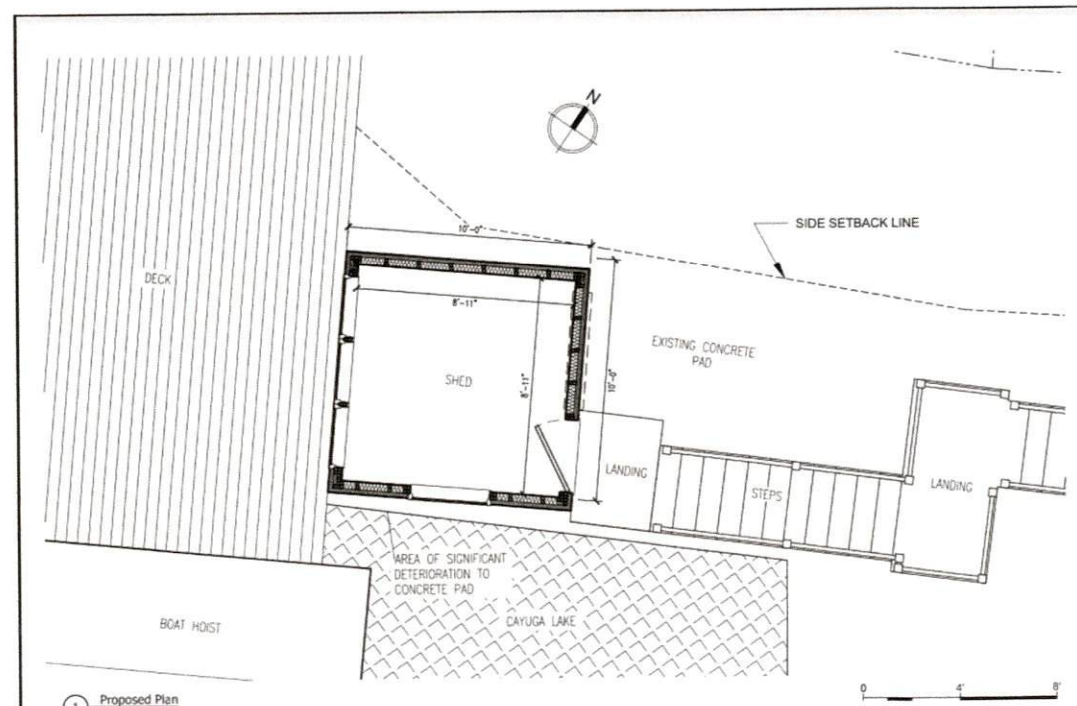 N
SIDE SETBACK LINE
10'-0"
DECK
8'-11"
EXISTING CONCRETE
PAD
SHED
8'-11"
10'-0"
LANDING
STEPS
LANDING
AREA OF SIGNIFICANT
DETERIORATION TO
CONCRETE PAD
CAYUGA LAKE
BOAT HOIST
1 Proposed Plan
0 4' 8'